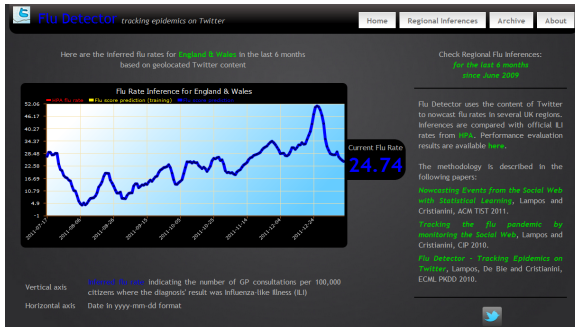 Flu Detector tracking epidemics on Twitter
Home
Regional Inferences
Archive
About
Here are the inferred flu rates for England & Wales in the last 6 months
based on geolocated Twitter content
Flu Rate Inference for England & Wales
HPA flu rate
Flu score prediction (training)
52.06
46.17
40.27
34.37
28.48
22.58
16.69
10.79
4.9
-1
2011-07-17
2011-08-06
2011-08-26
2011-09-15
2011-10-05
2011-10-25
2011-11-14
2011-12-04
2011-12-24
Current Flu Rate
24.74
Vertical axis
Inferred flu rate indicating the number of GP consultations per 100,000
citizens where the diagnosis' result was Influenza-like Illness (ILI)
Horizontal axis
Date in yyyy-mm-dd format
Check Regional Flu Inferences:
for the last 6 months
since June 2009
Flu Detector uses the content of Twitter
to nowcast flu rates in several UK regions.
Inferences are compared with official ILI
rates from HPA. Performance evaluation
results are available here.
The methodology is described in the
following papers:
Nowcasting Events from the Social Web
with Statistical Learning, Lampos and
Cristianini, ACM TIST 2011.
Tracking the flu pandemic by
monitoring the Social Web, Lampos and
Cristianini, CIP 2010.
Flu Detector - Tracking Epidemics on
Twitter, Lampos, De Bie and Cristianini,
ECML PKDD 2010.